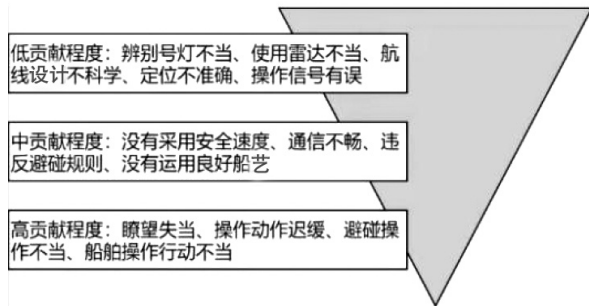 低贡献程度：辨别号灯不当、使用雷达不当、航
线设计不科学、定位不准确、操作信号有误
中贡献程度：没有采用安全速度、通信不畅、违
反避碰规则、没有运用良好船艺
高贡献程度：瞭望失当、操作动作迟缓、避碰操
作不当、船舶操作行动不当